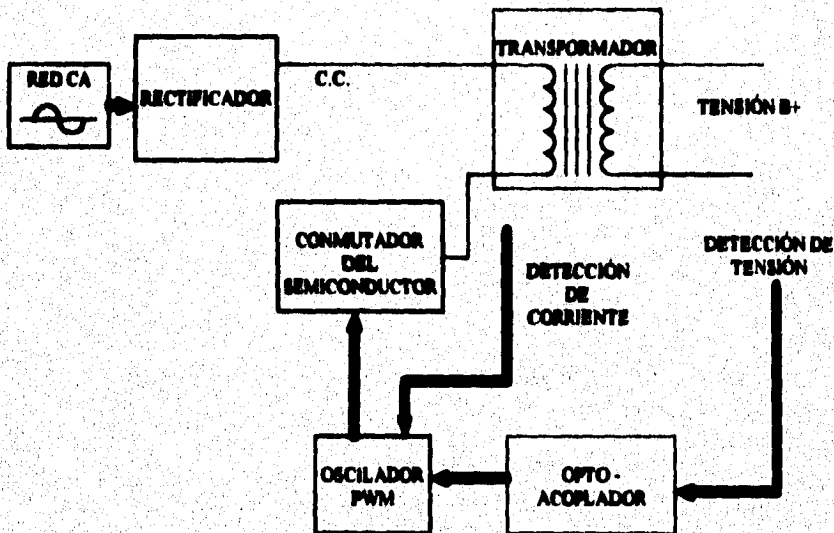 RED CA
RECTIFICADOR
C.C.
TRANSFORMADOR
TENSIÓN B+
CONMUTADOR
DEL
SEMICONDUCTOR
DETECCIÓN
DE
CORRIENTE
DETECCIÓN DE
TENSIÓN
OSCILADOR
PWM
OPTO -
ACOPLADOR